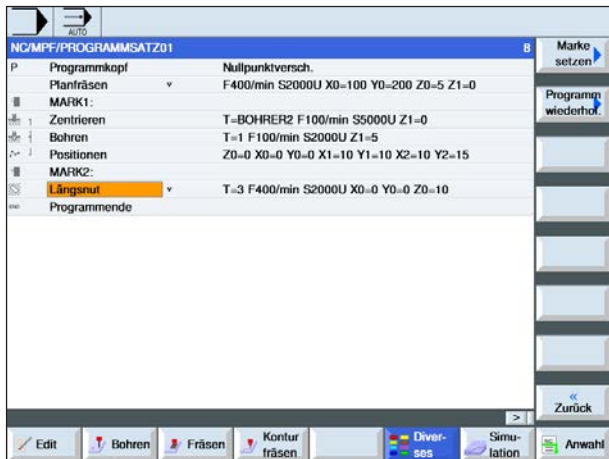 AUTO
NC/MPF/PROGRAMMSATZ01 8
P Programmkopf Nullpunktversch.
Planfräsen F400/min S2000U X0=100 Y0=200 Z0=5 Z1=0
MARK1:
Zentrieren T=BOHRER2 F100/min S5000U Z1=0
Bohren T=1 F100/min S2000U Z1=5
Positionen Z0=0 X0=0 Y0=0 X1=10 Y1=10 X2=10 Y2=15
MARK2:
Längsnut T=3 F400/min S2000U X0=0 Y0=0 Z0=10
END Programmende
Marke
setzen
Programm
wiederhol.
«
Zurück
>
Edit
Bohren
Fräsen
Kontur
fräsen
Diver-
ses
Simu-
lation
Anwahl